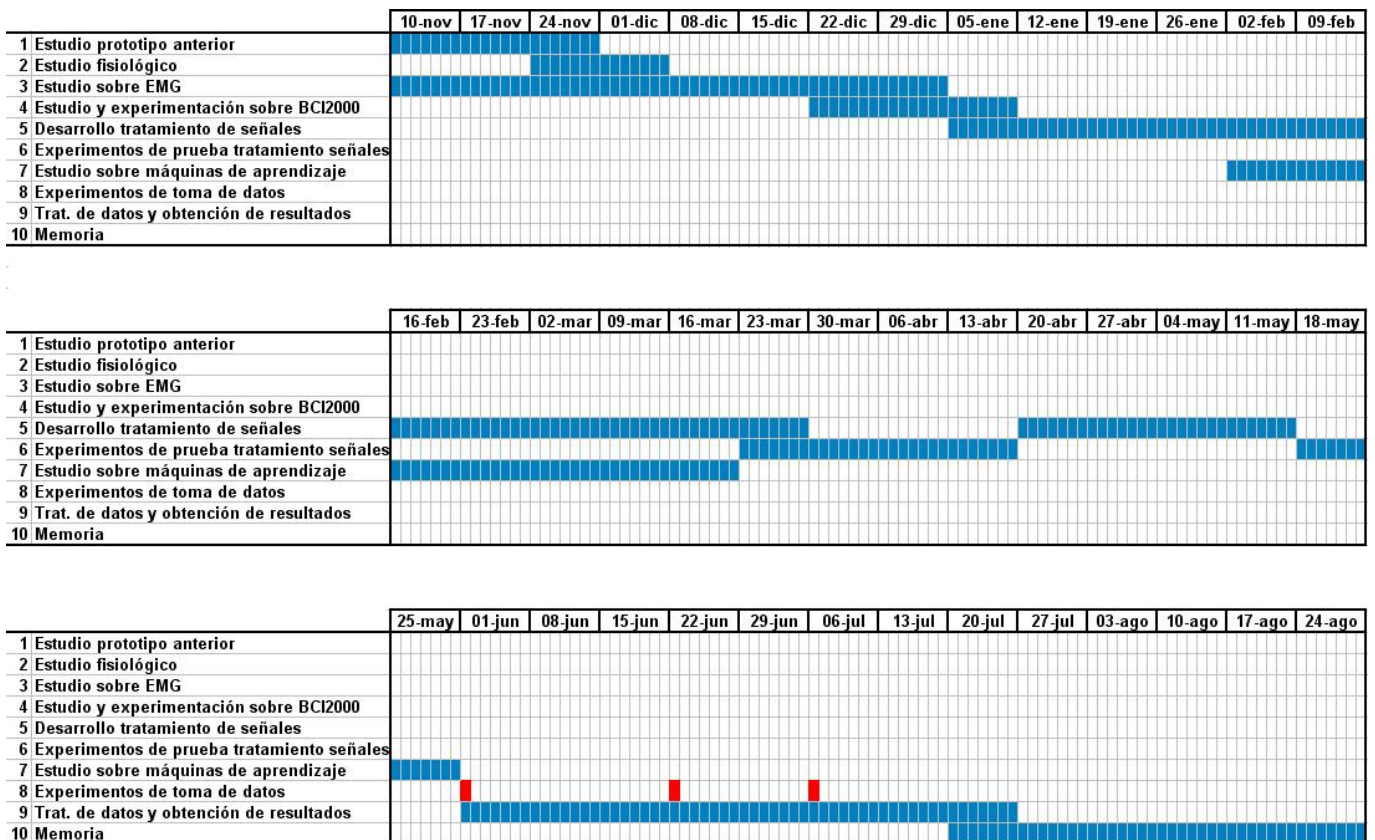 10-nov 17-nov 24-nov 01-dic 08-dic 15-dic 22-dic 29-dic 05-ene 12-ene 19-ene 26-ene 02-feb 09-feb
1 Estudio prototipo anterior
2 Estudio fisiológico
3 Estudio sobre EMG
4 Estudio y experimentación sobre BCI2000
5 Desarrollo tratamiento de señales
6 Experimentos de prueba tratamiento señales
7 Estudio sobre máquinas de aprendizaje
8 Experimentos de toma de datos
9 Trat. de datos y obtención de resultados
10 Memoria
16-feb 23-feb 02-mar 09-mar 16-mar 23-mar 30-mar 06-abr 13-abr 20-abr 27-abr 04-may 11-may 18-may
1 Estudio prototipo anterior
2 Estudio fisiológico
3 Estudio sobre EMG
4 Estudio y experimentación sobre BCI2000
5 Desarrollo tratamiento de señales
6 Experimentos de prueba tratamiento señales
7 Estudio sobre máquinas de aprendizaje
8 Experimentos de toma de datos
9 Trat. de datos y obtención de resultados
10 Memoria
25-may 01-jun 08-jun 15-jun 22-jun 29-jun 06-jul 13-jul 20-jul 27-jul 03-ago 10-ago 17-ago 24-ago
1 Estudio prototipo anterior
2 Estudio fisiológico
3 Estudio sobre EMG
4 Estudio y experimentación sobre BCI2000
5 Desarrollo tratamiento de señales
6 Experimentos de prueba tratamiento señales
7 Estudio sobre máquinas de aprendizaje
8 Experimentos de toma de datos
9 Trat. de datos y obtención de resultados
10 Memoria